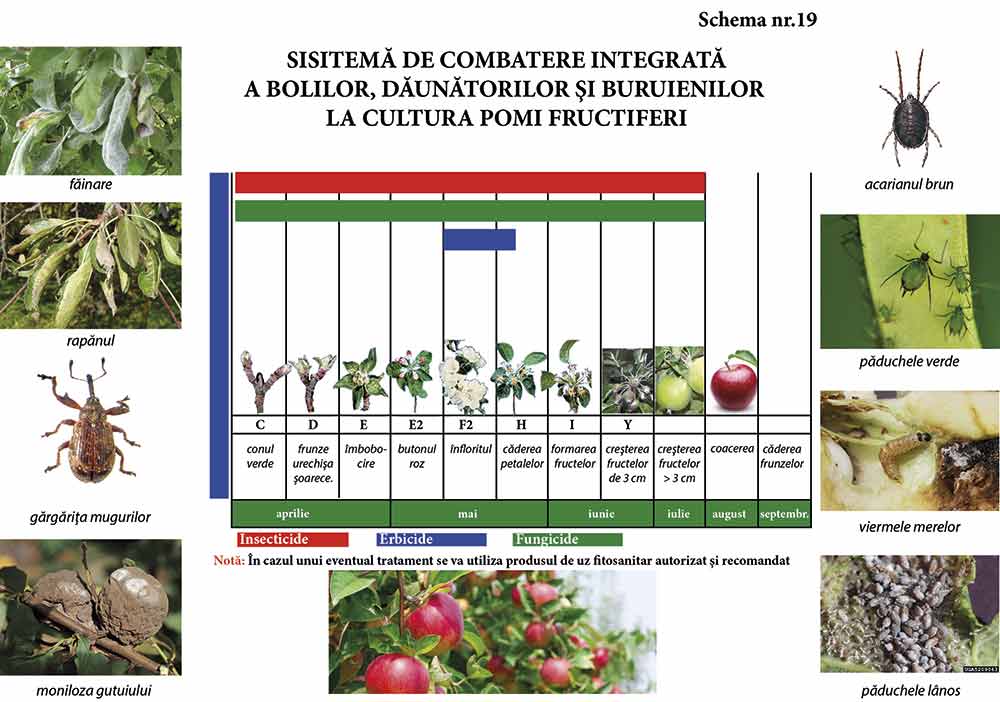 Schema nr.19
SISITEMĂ DE COMBATERE INTEGRATĂ
A BOLILOR, DĂUNĂTORILOR ŞI BURUIENILOR
LA CULTURA POMI FRUCTIFERI
făinare
rapănul
gărgăriţa mugurilor
moniloza gutuiului
C D E E2 F2 H I Y
conul verde
frunze urechişa şoarece.
îmbobo-cire
butonul roz
înfloritul
căderea petalelor
formarea fructelor
creşterea fructelor de 3 cm
creşterea fructelor > 3 cm
coacerea
căderea frunzelor
aprilie mai iunie iulie august septembr.
Insecticide Erbicide Fungicide
Notă: În cazul unui eventual tratament se va utiliza produsul de uz fitosanitar autorizat şi recomandat
acarianul brun
păduchele verde
viermele merelor
UGA5209063
păduchele lânos